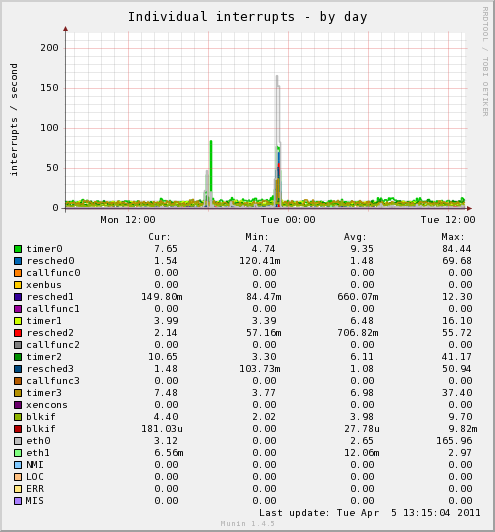 Individual interrupts - by day
RRDTOOL / TOBI OETIKER
interrupts / second
200
150
100
50
0
Mon 12:00 Tue 00:00 Tue 12:00
Cur: Min: Avg: Max:
timer0 7.65 4.74 9.35 84.44
resched0 1.54 120.41m 1.48 69.68
callfunc0 0.00 0.00 0.00 0.00
xenbus 0.00 0.00 0.00 0.00
resched1 149.80m 84.47m 660.07m 12.30
callfunc1 0.00 0.00 0.00 0.00
timer1 3.99 3.39 6.48 16.10
resched2 2.14 57.16m 706.82m 55.72
callfunc2 0.00 0.00 0.00 0.00
timer2 10.65 3.30 6.11 41.17
resched3 1.48 103.73m 1.08 50.94
callfunc3 0.00 0.00 0.00 0.00
timer3 7.48 3.77 6.98 37.40
xencons 0.00 0.00 0.00 0.00
blkif 4.40 2.02 3.98 9.70
blkif 181.03u 0.00 27.78u 9.82m
eth0 3.12 0.00 2.65 165.96
eth1 6.56m 0.00 12.06m 2.97
NMI 0.00 0.00 0.00 0.00
LOC 0.00 0.00 0.00 0.00
ERR 0.00 0.00 0.00 0.00
MIS 0.00 0.00 0.00 0.00
Last update: Tue Apr  5 13:15:04 2011
Munin 1.4.5